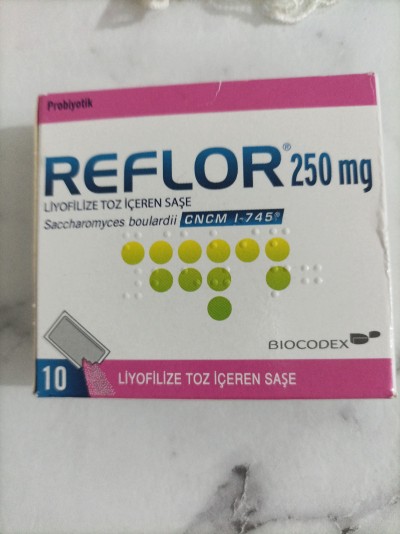 Probiyotik
REFLOR® 250 mg
LİYOFİLİZE TOZ İÇEREN SAŞE
Saccharomyces boulardii CNCM I-745®
BIOCODEX
10 LİYOFİLİZE TOZ İÇEREN SAŞE